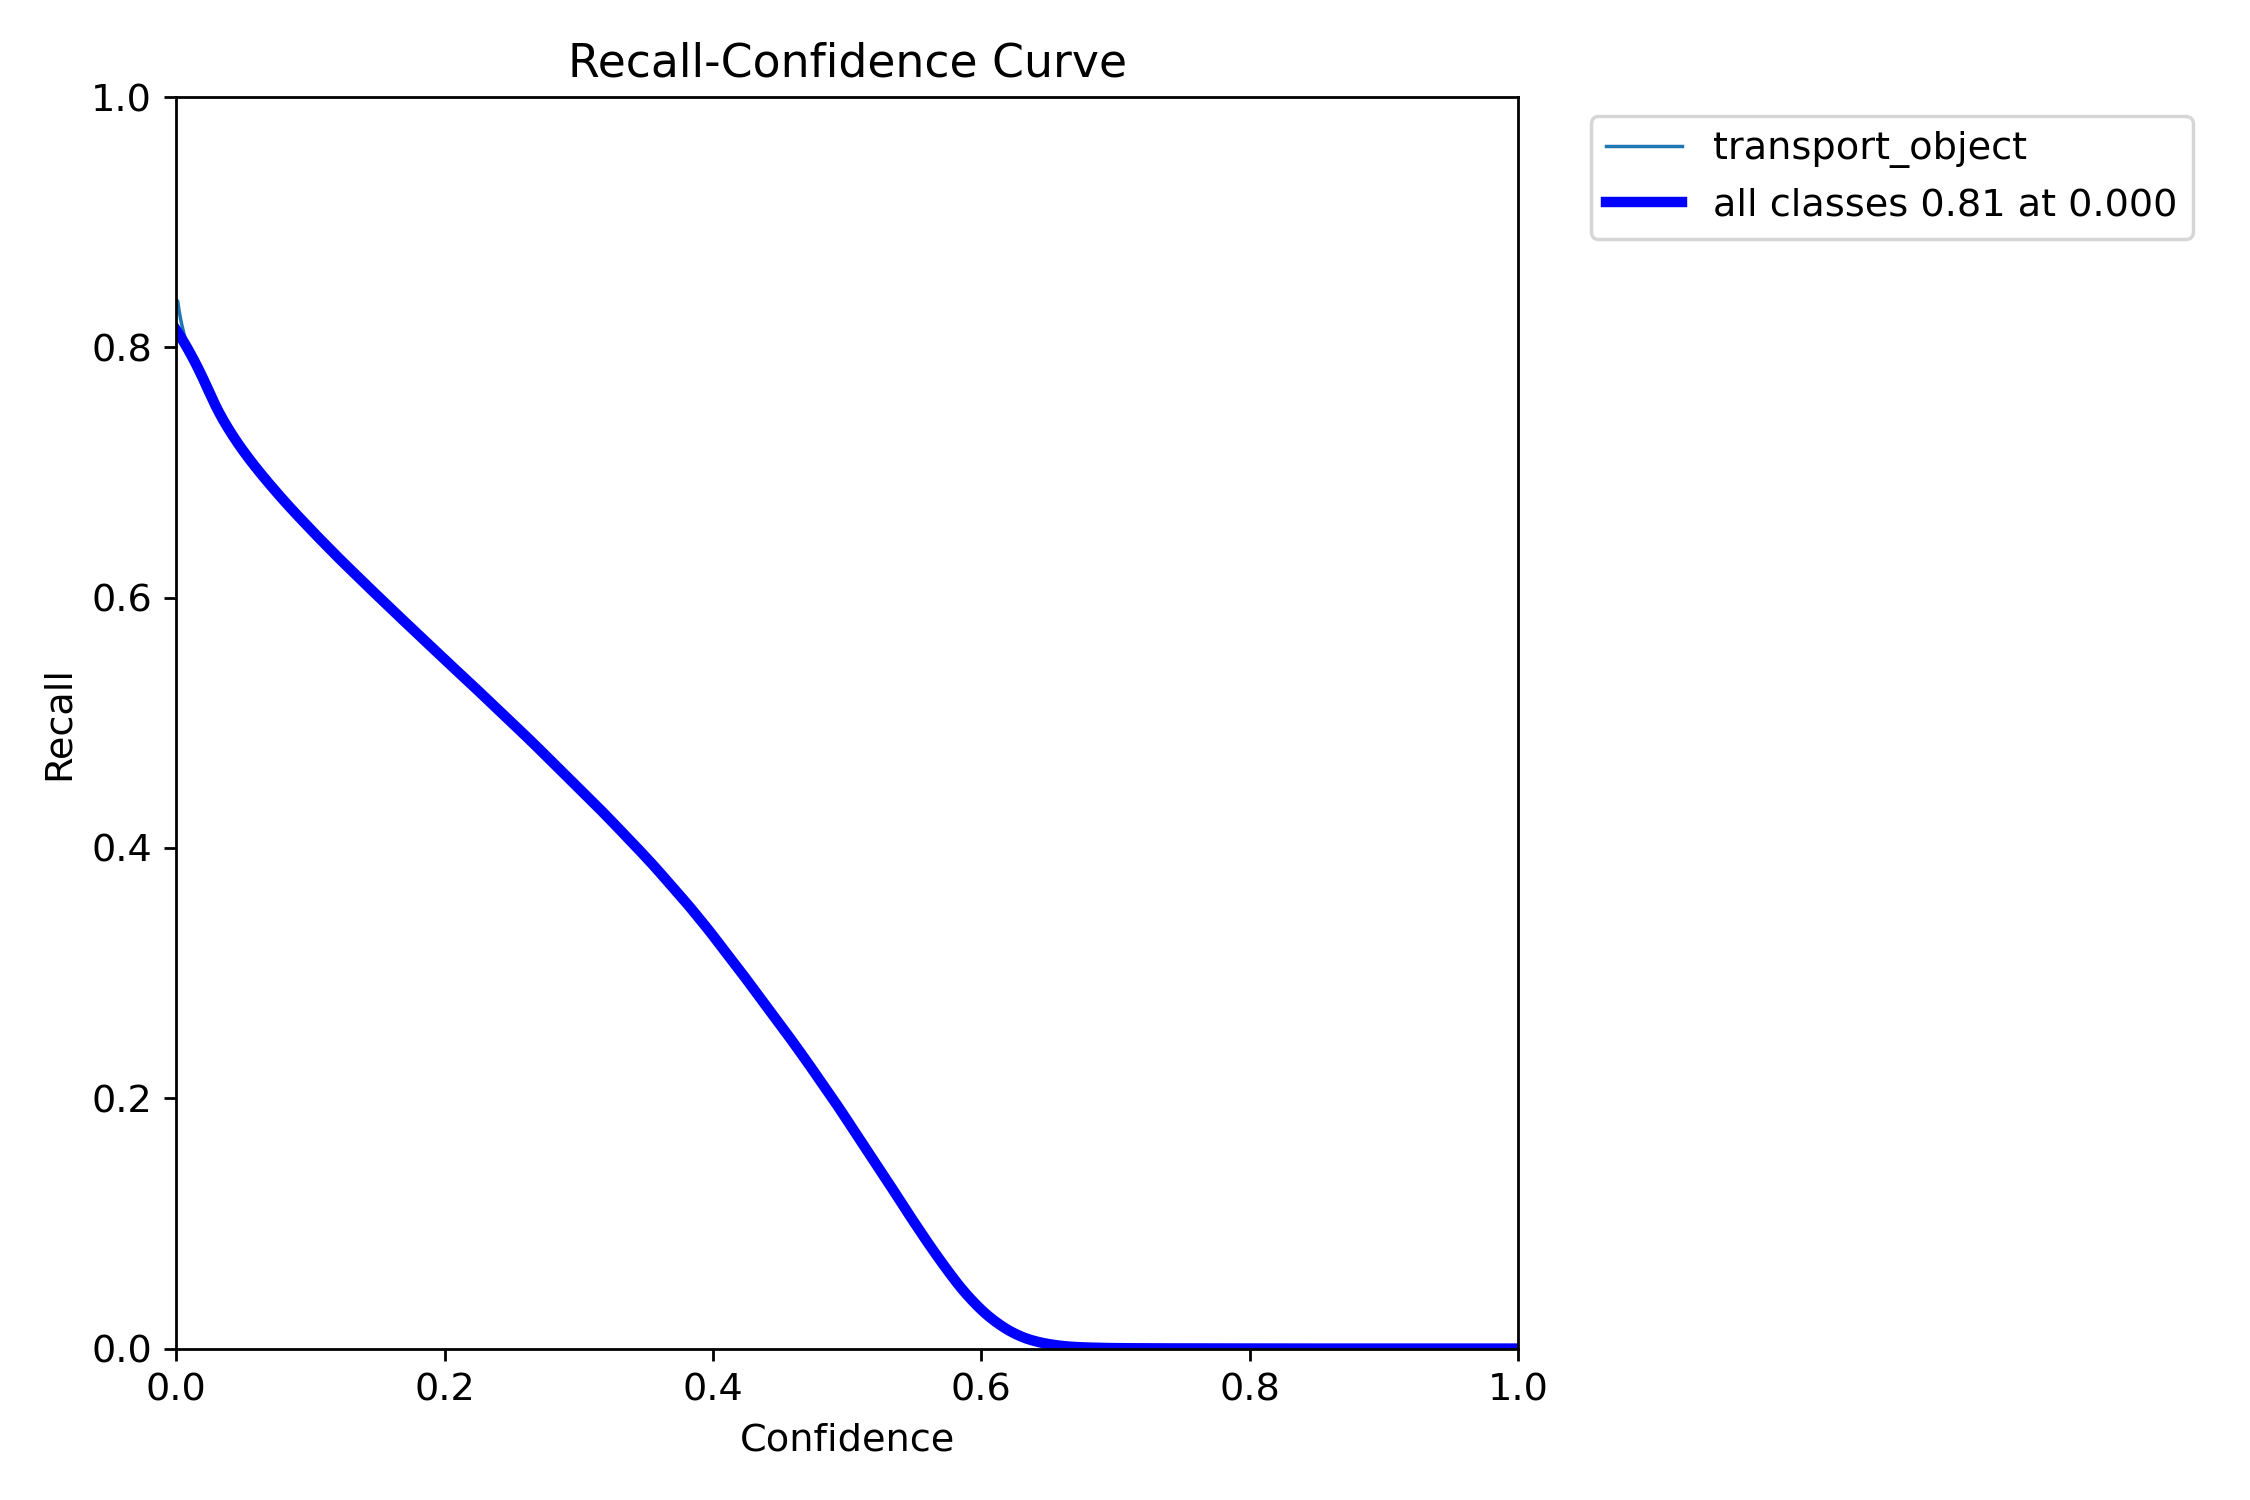 Recall-Confidence Curve
1.0
0.8
0.6
0.4
0.2
0.0
Recall
0.0 0.2 0.4 0.6 0.8 1.0
Confidence
transport_object
all classes 0.81 at 0.000